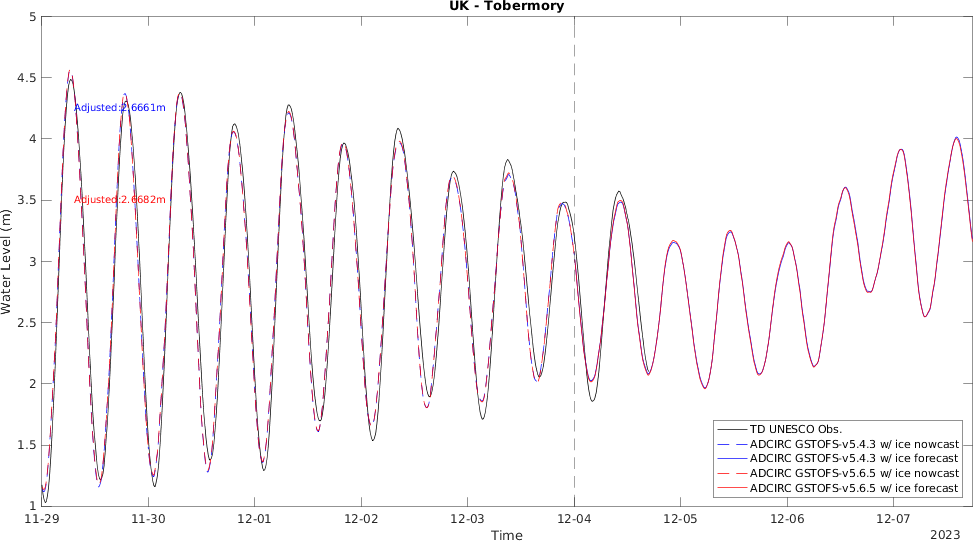 UK - Tobermory
5
4.5
4
3.5
3
2.5
2
1.5
1
Water Level (m)
Adjusted:2.6661m
Adjusted:2.6682m
TD UNESCO Obs.
ADCIRC GSTOFS-v5.4.3 w/ ice nowcast
ADCIRC GSTOFS-v5.4.3 w/ ice forecast
ADCIRC GSTOFS-v5.6.5 w/ ice nowcast
ADCIRC GSTOFS-v5.6.5 w/ ice forecast
11-29 11-30 12-01 12-02 12-03 12-04 12-05 12-06 12-07
Time
2023